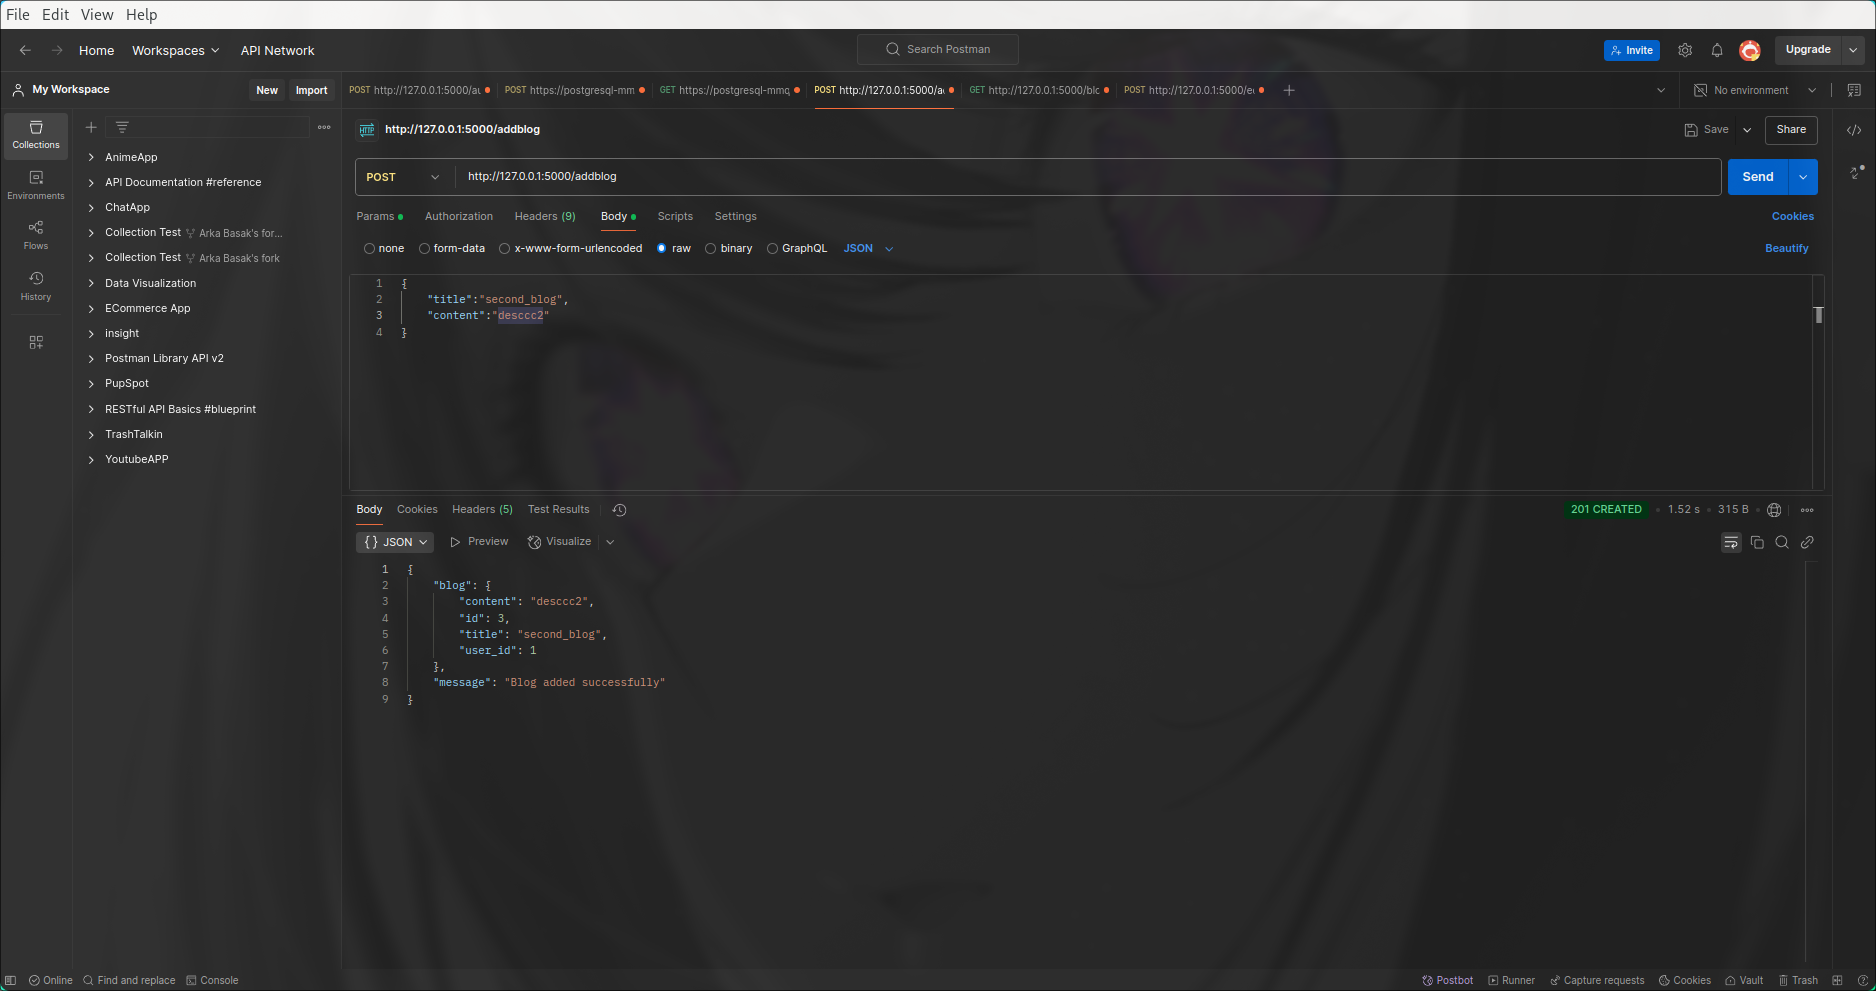 File Edit View Help
Home Workspaces API Network Search Postman Invite Upgrade
My Workspace New Import
POST http://127.0.0.1:5000/au POST https://postgresql-mm GET https://postgresql-mmq POST http://127.0.0.1:5000/a GET http://127.0.0.1:5000/blc POST http://127.0.0.1:5000/e No environment
Collections
Environments
Flows
History
AnimeApp
API Documentation #reference
ChatApp
Collection Test Arka Basak's for...
Collection Test Arka Basak's fork
Data Visualization
ECommerce App
insight
Postman Library API v2
PupSpot
RESTful API Basics #blueprint
TrashTalkin
YoutubeAPP
HTTP http://127.0.0.1:5000/addblog Save Share
POST http://127.0.0.1:5000/addblog Send
Params Authorization Headers (9) Body Scripts Settings Cookies
none form-data x-www-form-urlencoded raw binary GraphQL JSON Beautify
1 {
2 "title":"second_blog",
3 "content":"desccc2"
4 }
Body Cookies Headers (5) Test Results 201 CREATED 1.52 s 315 B
{} JSON Preview Visualize
1 {
2 "blog": {
3 "content": "desccc2",
4 "id": 3,
5 "title": "second_blog",
6 "user_id": 1
7 },
8 "message": "Blog added successfully"
9 }
Online Find and replace Console Postbot Runner Capture requests Cookies Vault Trash